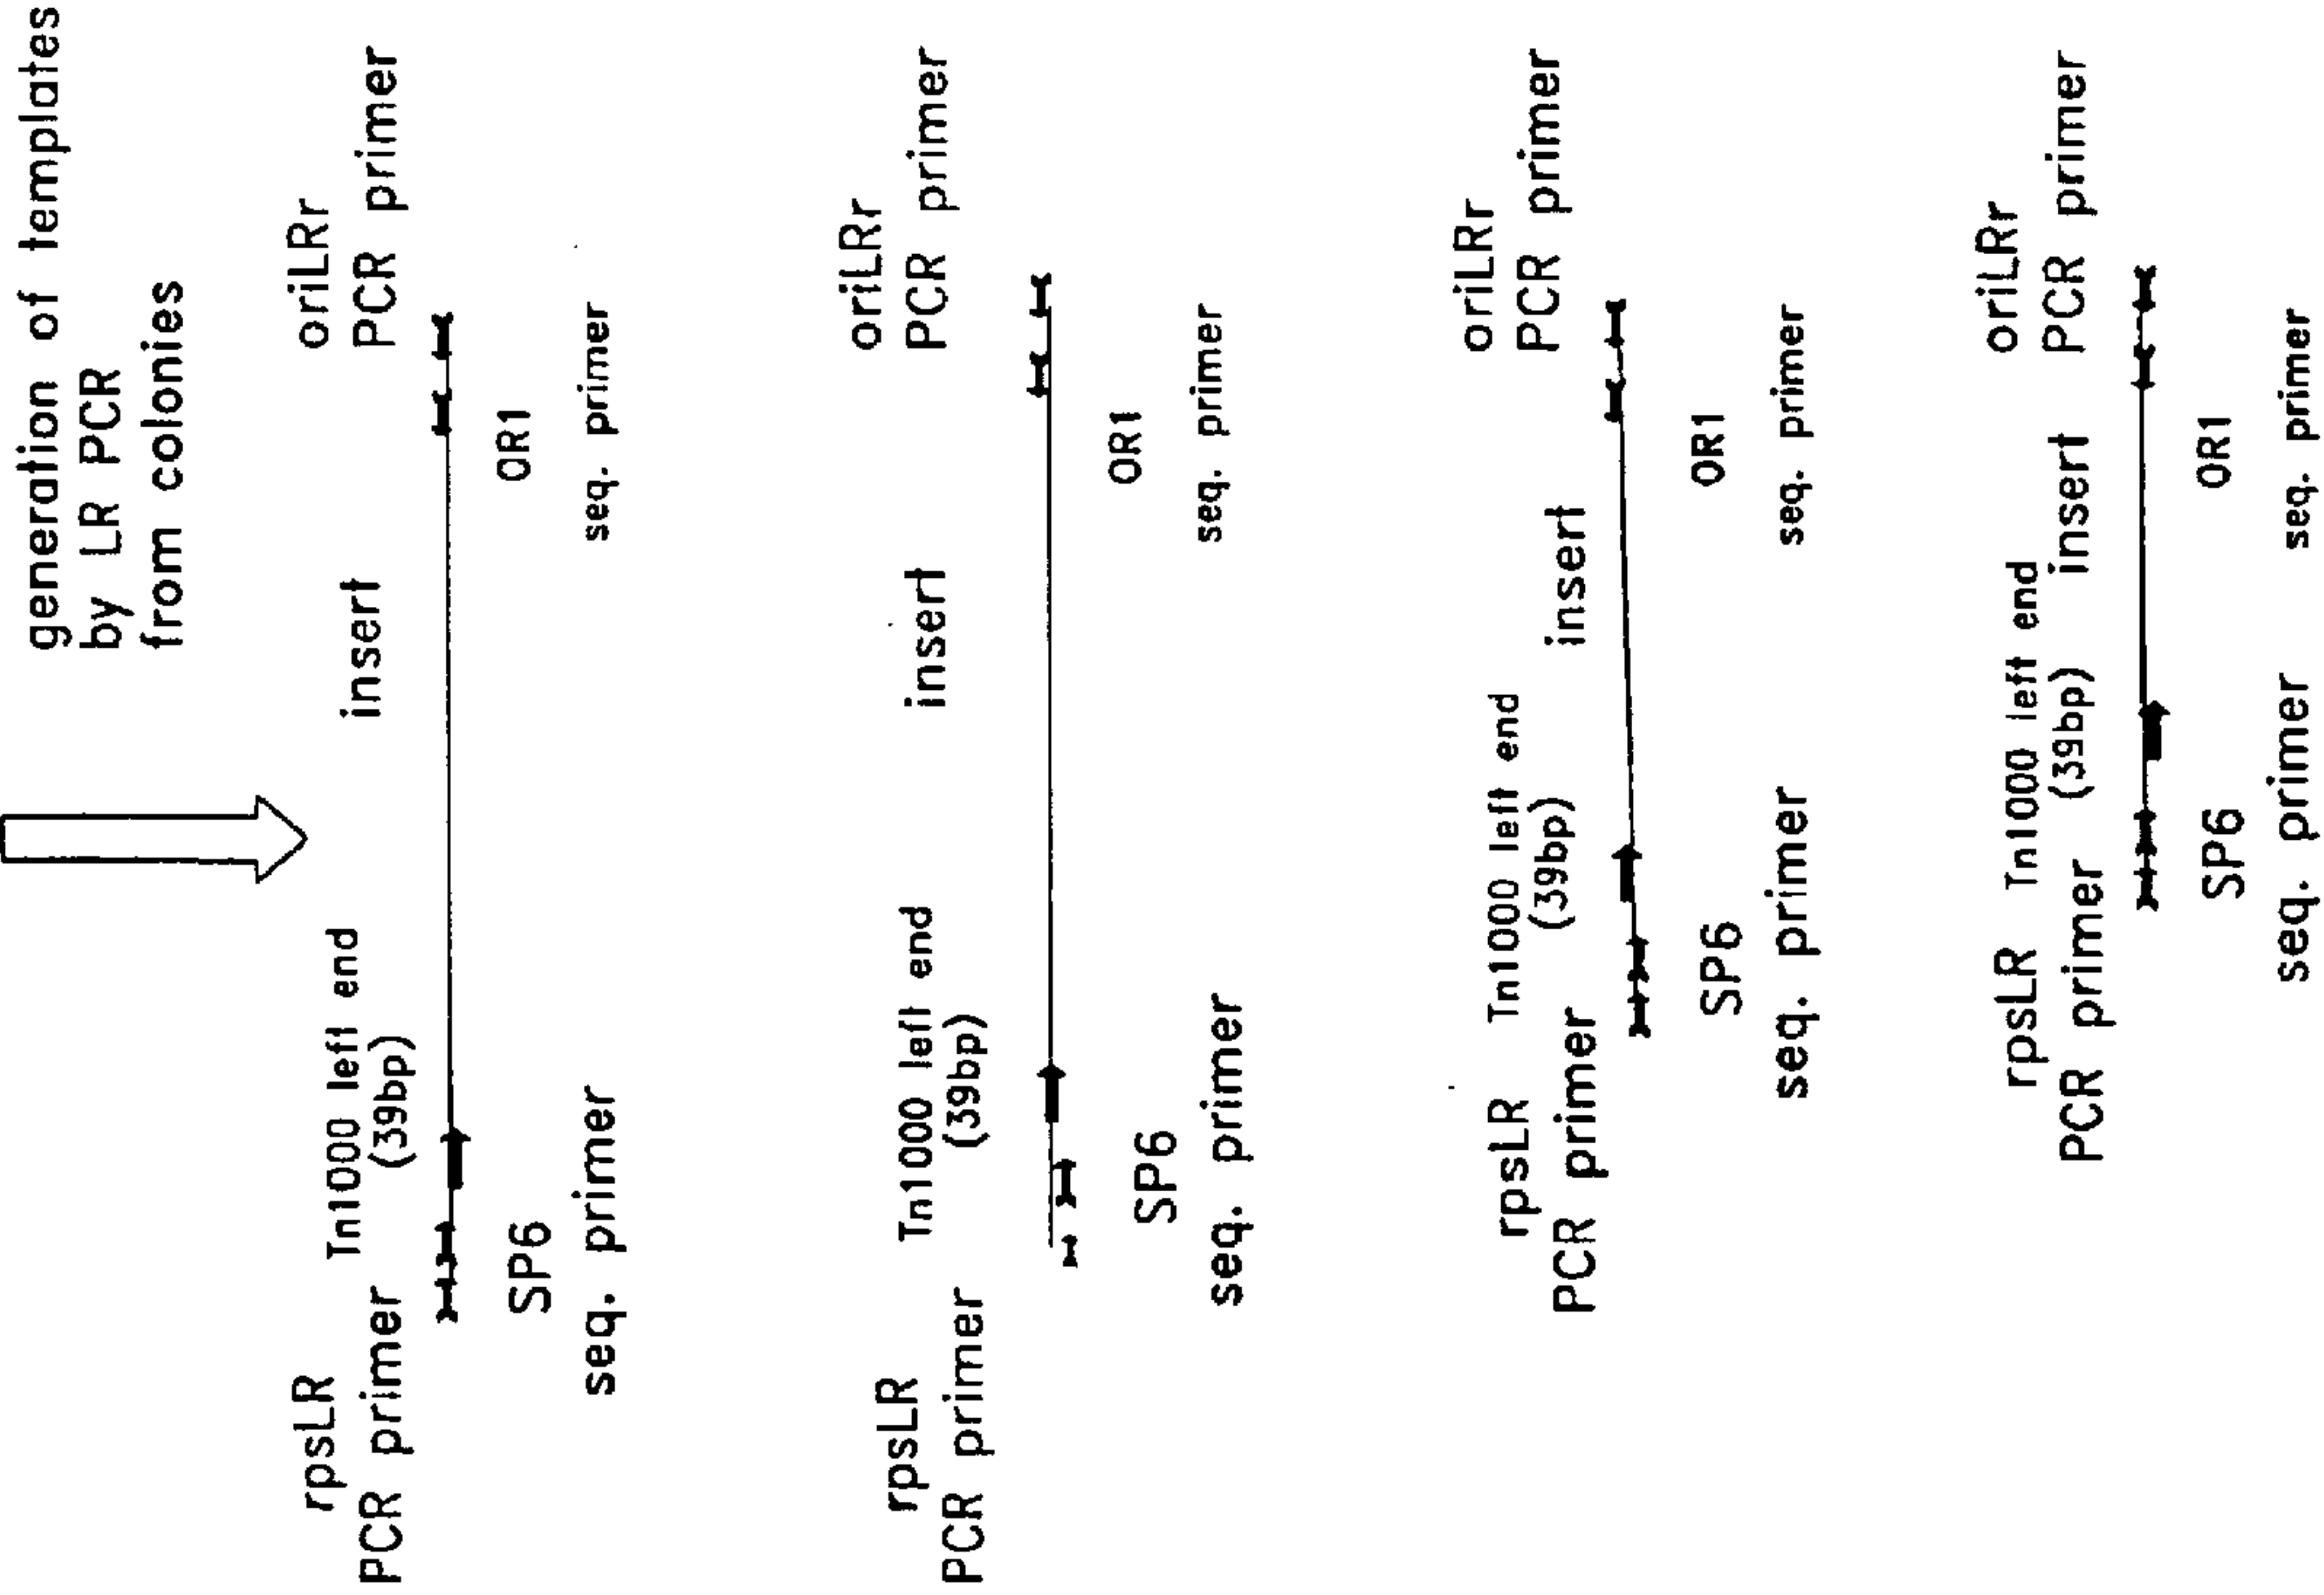 generation of templates
by LR PCR
from colonies
rpsLR
PCR primer
Tn1000 left end
(39bp)
insert
oriLRr
PCR primer
SP6
seq. primer
OR1
seq. primer
rpsLR
PCR primer
Tn1000 left end
(39bp)
insert
oriLRr
PCR primer
SP6
seq. primer
OR1
seq. primer
rpsLR
PCR primer
Tn1000 left end
(39bp)
insert
oriLRr
PCR primer
SP6
seq. primer
OR1
seq. primer
rpsLR
PCR primer
Tn1000 left end
(39bp)
insert
oriLRr
PCR primer
SP6
seq. primer
OR1
seq. primer